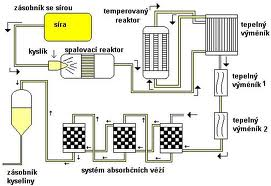 zásobník se sírou
síra
kyslík
spalovací reaktor
temperovaný
reaktor
tepelný
výměník
tepelný
výměník 1
tepelný
výměník 2
zásobník
kyseliny
systém absorbčních věží